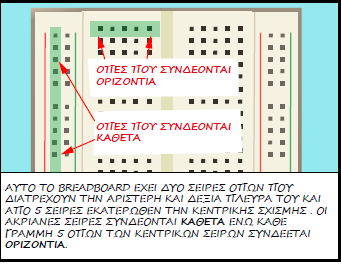 ΟΠΕΣ ΠΟΥ ΣΥΝΔΕΟΝΤΑΙ
ΟΡΙΖΟΝΤΙΑ
ΟΠΕΣ ΠΟΥ ΣΥΝΔΕΟΝΤΑΙ
ΚΑΘΕΤΑ
ΑΥΤΟ ΤΟ BREADBOARD ΕΧΕΙ ΔΥΟ ΣΕΙΡΕΣ ΟΠΩΝ ΠΟΥ
ΔΙΑΤΡΕΧΟΥΝ ΤΗΝ ΑΡΙΣΤΕΡΗ ΚΑΙ ΔΕΞΙΑ ΠΛΕΥΡΑ ΤΟΥ ΚΑΙ
ΑΠΟ 5 ΣΕΙΡΕΣ ΕΚΑΤΕΡΩΘΕΝ ΤΗΝ ΚΕΝΤΡΙΚΗΣ ΣΧΙΣΜΗΣ . ΟΙ
ΑΚΡΙΑΝΕΣ ΣΕΙΡΕΣ ΣΥΝΔΕΟΝΤΑΙ ΚΑΘΕΤΑ ΕΝΩ ΚΑΘΕ
ΓΡΑΜΜΗ 5 ΟΠΩΝ ΤΩΝ ΚΕΝΤΡΙΚΩΝ ΣΕΙΡΩΝ ΣΥΝΔΕΕΤΑΙ
ΟΡΙΖΟΝΤΙΑ.